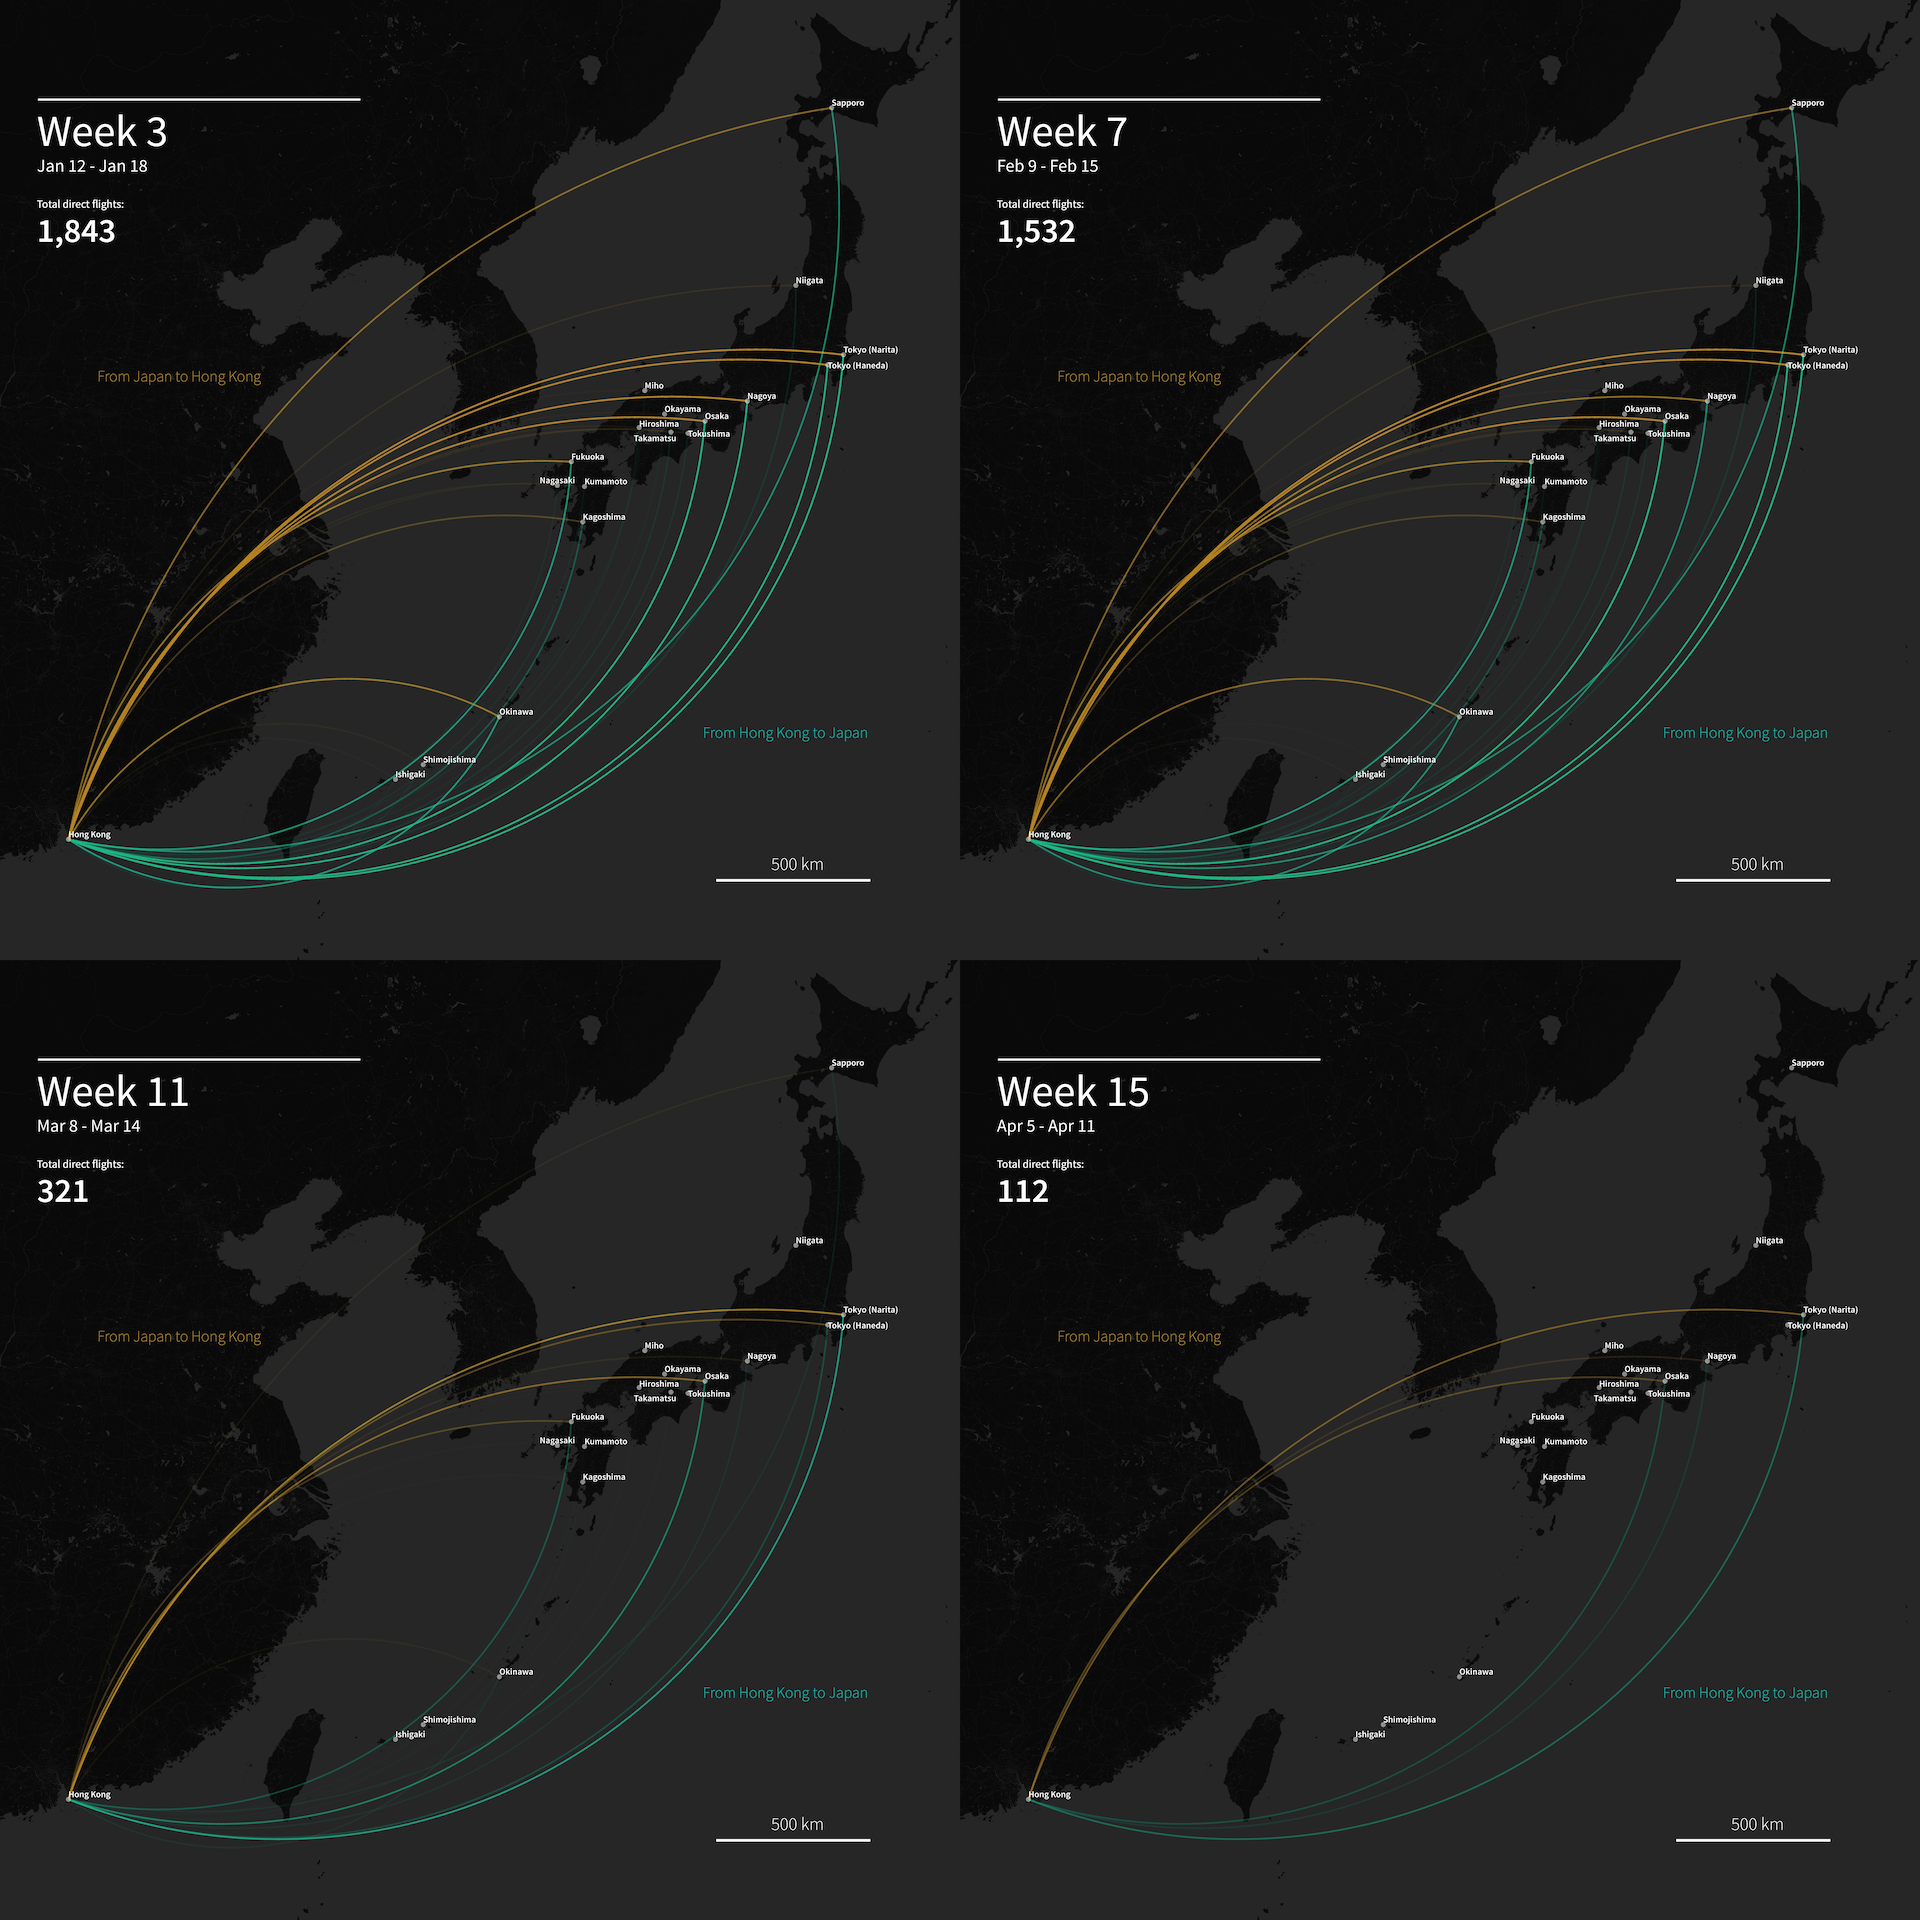 Week 3
Jan 12 - Jan 18
Total direct flights:
1,843
Sapporo
Niigata
Tokyo (Narita)
Tokyo (Haneda)
From Japan to Hong Kong
Miho
Nagoya
Okayama
Osaka
Hiroshima
Takamatsu
Tokushima
Fukuoka
Nagasaki
Kumamoto
Kagoshima
Okinawa
From Hong Kong to Japan
Shimojishima
Ishigaki
Hong Kong
500 km
Week 7
Feb 9 - Feb 15
Total direct flights:
1,532
Sapporo
Niigata
Tokyo (Narita)
Tokyo (Haneda)
From Japan to Hong Kong
Miho
Nagoya
Okayama
Osaka
Hiroshima
Takamatsu
Tokushima
Fukuoka
Nagasaki
Kumamoto
Kagoshima
Okinawa
From Hong Kong to Japan
Shimojishima
Ishigaki
Hong Kong
500 km
Week 11
Mar 8 - Mar 14
Total direct flights:
321
Sapporo
Niigata
Tokyo (Narita)
Tokyo (Haneda)
From Japan to Hong Kong
Miho
Nagoya
Okayama
Osaka
Hiroshima
Takamatsu
Tokushima
Fukuoka
Nagasaki
Kumamoto
Kagoshima
Okinawa
From Hong Kong to Japan
Shimojishima
Ishigaki
Hong Kong
500 km
Week 15
Apr 5 - Apr 11
Total direct flights:
112
Sapporo
Niigata
Tokyo (Narita)
Tokyo (Haneda)
From Japan to Hong Kong
Miho
Nagoya
Okayama
Osaka
Hiroshima
Takamatsu
Tokushima
Fukuoka
Nagasaki
Kumamoto
Kagoshima
Okinawa
From Hong Kong to Japan
Shimojishima
Ishigaki
Hong Kong
500 km